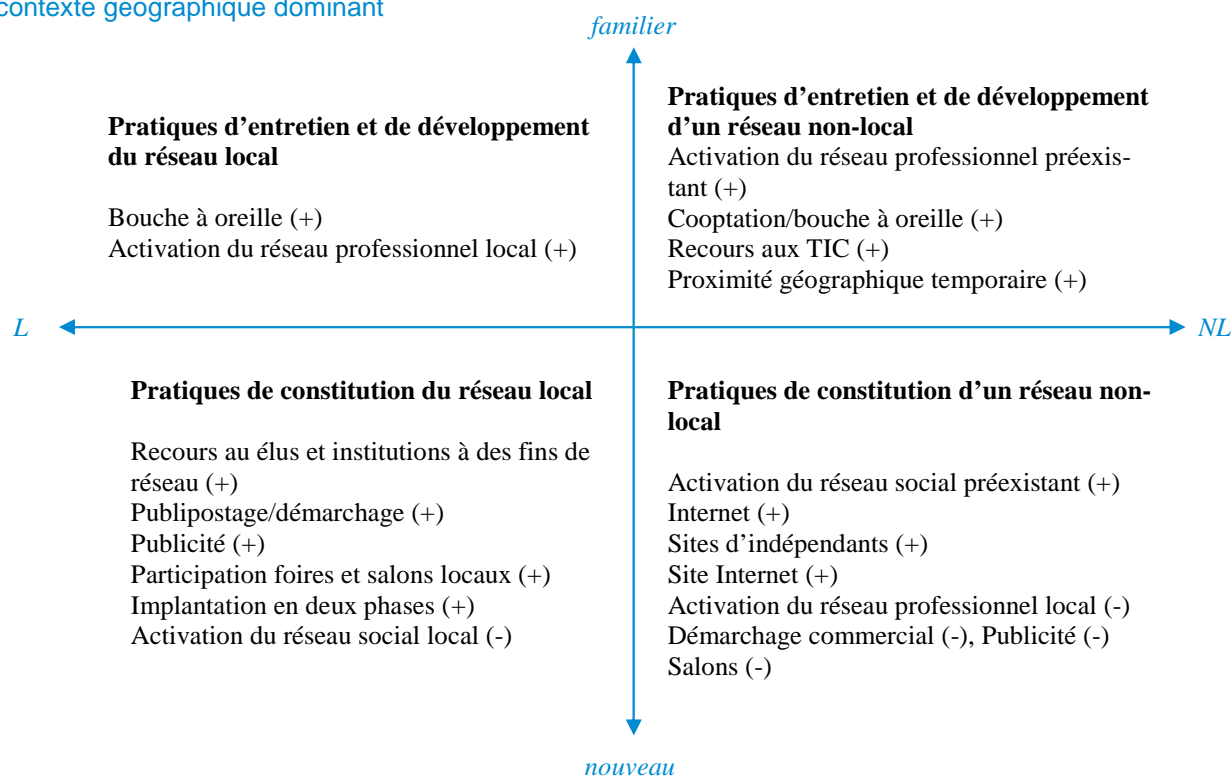 contexte géographique dominant
familier
Pratiques d'entretien et de développement
du réseau local
Bouche à oreille (+)
Activation du réseau professionnel local (+)
Pratiques d'entretien et de développement
d'un réseau non-local
Activation du réseau professionnel préexis-
tant (+)
Cooptation/bouche à oreille (+)
Recours aux TIC (+)
Proximité géographique temporaire (+)
L
NL
Pratiques de constitution du réseau local
Recours au élus et institutions à des fins de
réseau (+)
Publipostage/démarchage (+)
Publicité (+)
Participation foires et salons locaux (+)
Implantation en deux phases (+)
Activation du réseau social local (-)
Pratiques de constitution d'un réseau non-
local
Activation du réseau social préexistant (+)
Internet (+)
Sites d'indépendants (+)
Site Internet (+)
Activation du réseau professionnel local (-)
Démarchage commercial (-), Publicité (-)
Salons (-)
nouveau